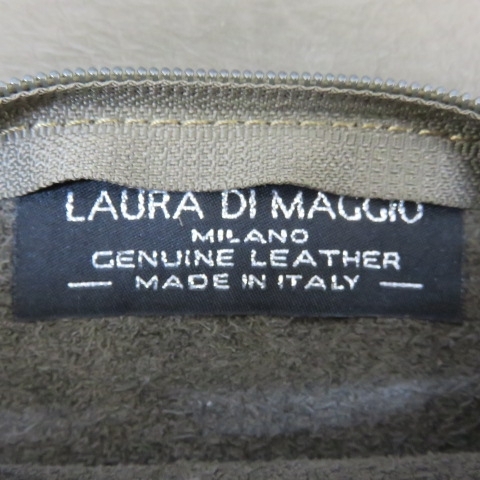 LAURA DI MAGGIO
MILANO
GENUINE LEATHER
— MADE IN ITALY —